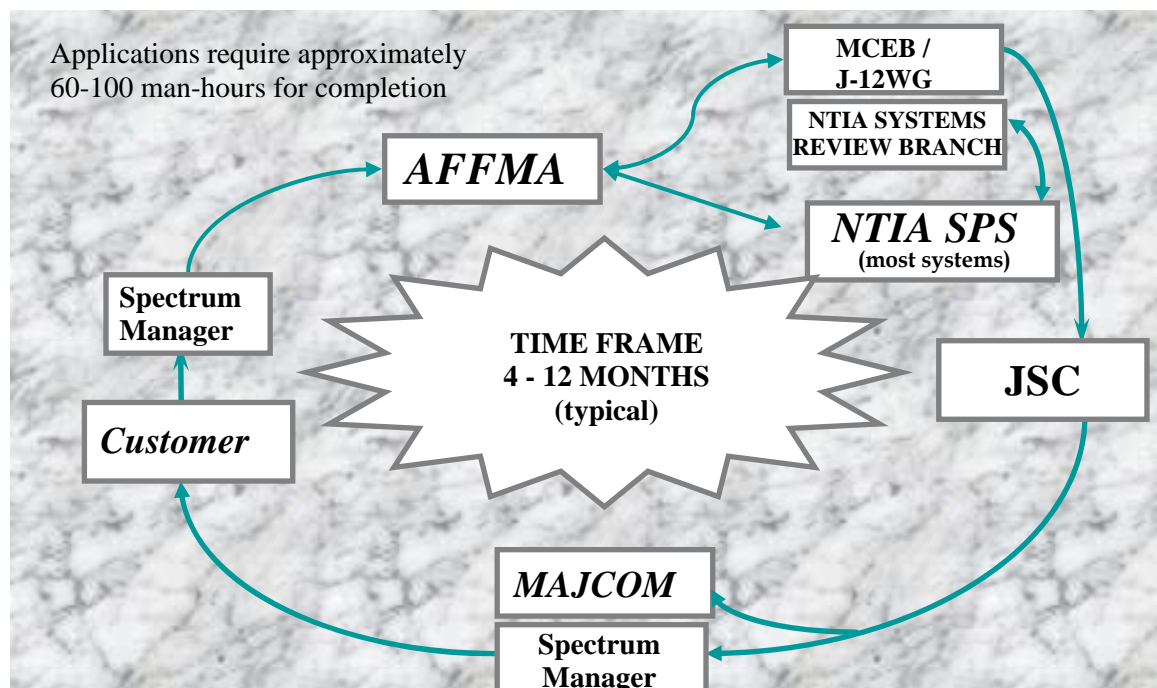 Applications require approximately
60-100 man-hours for completion
MCEB /
J-12WG
NTIA SYSTEMS
REVIEW BRANCH
AFFMA
NTIA SPS
(most systems)
Spectrum
Manager
TIME FRAME
4 - 12 MONTHS
(typical)
JSC
Customer
MAJCOM
Spectrum
Manager